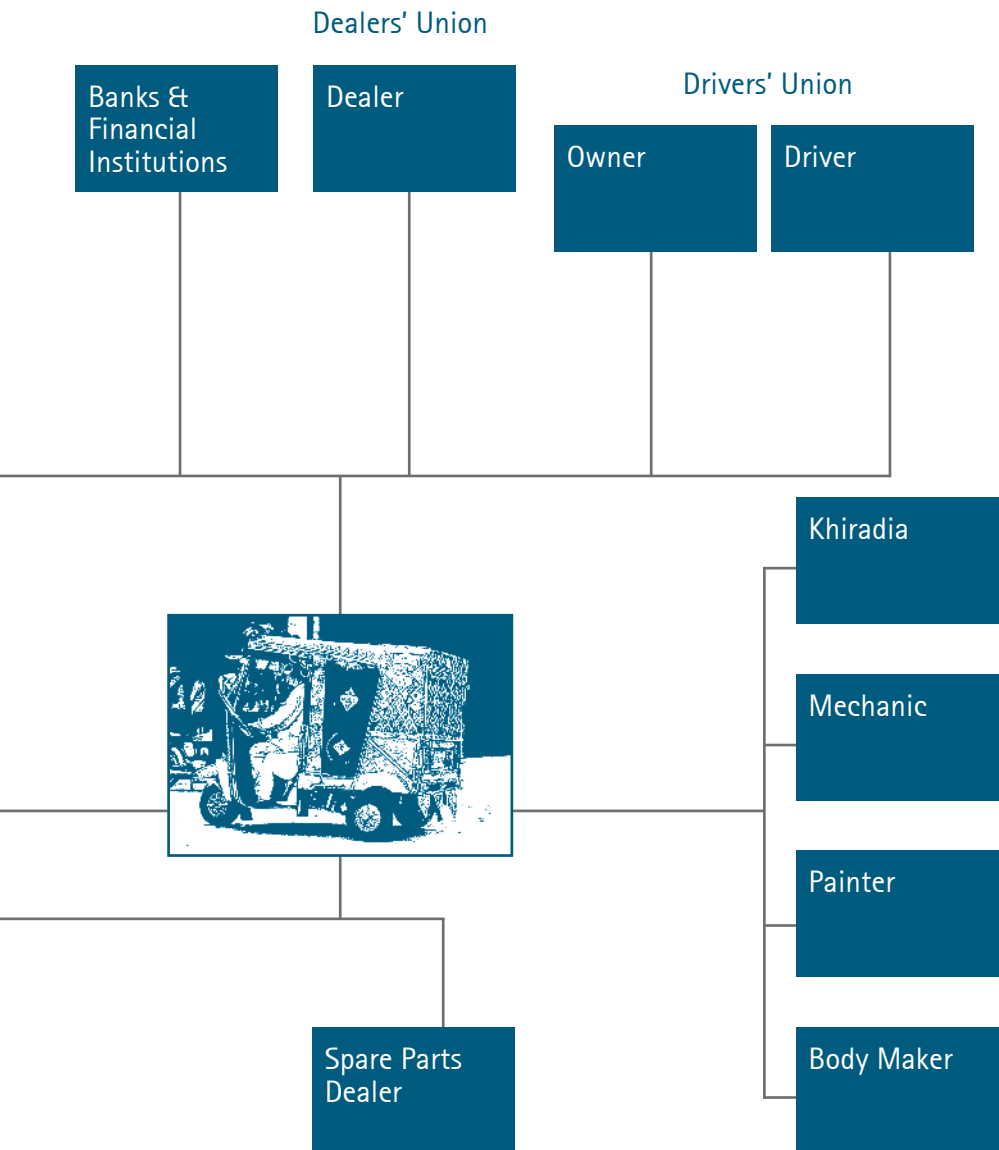 Dealers' Union
Drivers' Union
Banks &
Financial
Institutions
Dealer
Owner
Driver
Khiradia
Mechanic
Painter
Body Maker
Spare Parts
Dealer